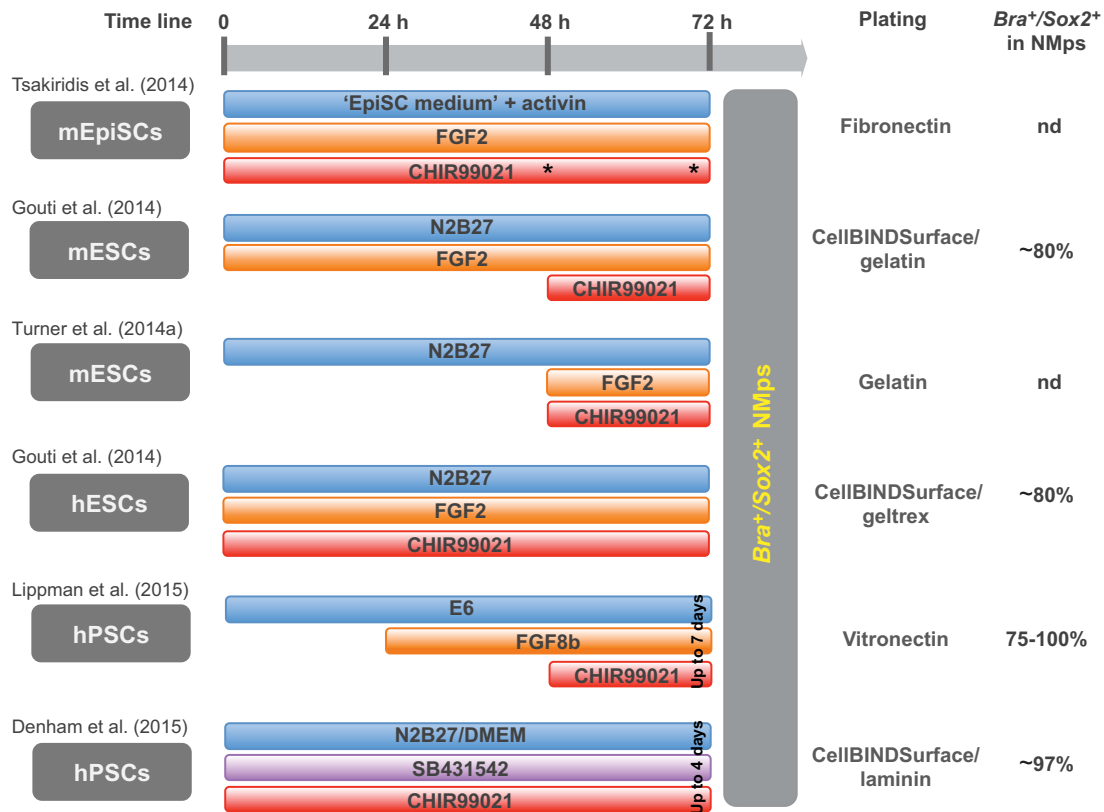 Time line 0 24 h 48 h 72 h Plating Bra⁺/Sox2⁺
in NMps
Tsakiridis et al. (2014)
mEpiSCs
'EpiSC medium' + activin
FGF2
CHIR99021 * *
Fibronectin
nd
Gouti et al. (2014)
mESCs
N2B27
FGF2
CHIR99021
CellBINDSurface/
gelatin
~80%
Turner et al. (2014a)
mESCs
N2B27
FGF2
CHIR99021
Gelatin
nd
Gouti et al. (2014)
hESCs
N2B27
FGF2
CHIR99021
CellBINDSurface/
geltrex
~80%
Lippman et al. (2015)
hPSCs
E6
FGF8b
CHIR99021
Up to 7 days
Vitronectin
75-100%
Denham et al. (2015)
hPSCs
N2B27/DMEM
SB431542
CHIR99021
Up to 4 days
CellBINDSurface/
laminin
~97%
Bra⁺/Sox2⁺ NMps